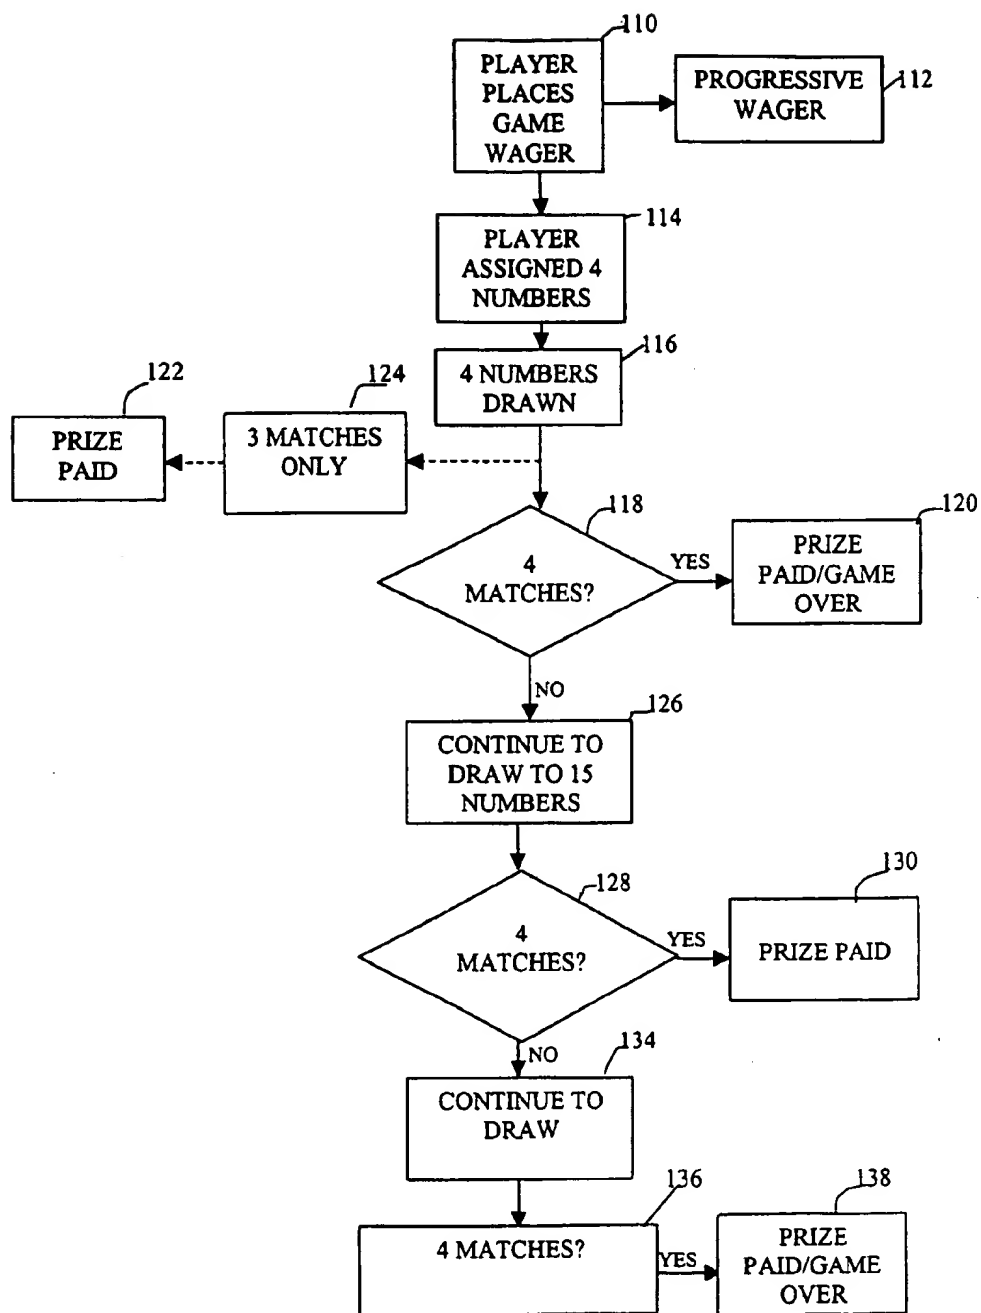 110
PLAYER
PLACES
GAME
WAGER
PROGRESSIVE
WAGER
112
114
PLAYER
ASSIGNED 4
NUMBERS
116
4 NUMBERS
DRAWN
122
PRIZE
PAID
124
3 MATCHES
ONLY
118
4
MATCHES?
YES
120
PRIZE
PAID/GAME
OVER
NO
126
CONTINUE TO
DRAW TO 15
NUMBERS
128
4
MATCHES?
YES
130
PRIZE PAID
NO
134
CONTINUE TO
DRAW
136
4 MATCHES?
YES
138
PRIZE
PAID/GAME
OVER